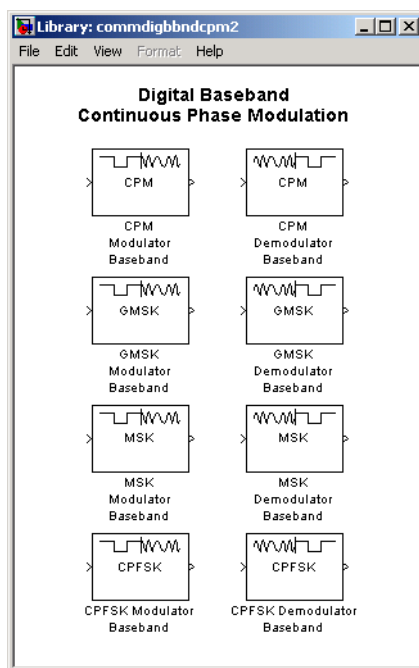 Library: commdigbbndcpm2
File Edit View Format Help
Digital Baseband
Continuous Phase Modulation
CPM
CPM
Modulator
Baseband
CPM
CPM
Demodulator
Baseband
GMSK
GMSK
Modulator
Baseband
GMSK
GMSK
Demodulator
Baseband
MSK
MSK
Modulator
Baseband
MSK
MSK
Demodulator
Baseband
CPFSK
CPFSK Modulator
Baseband
CPFSK
CPFSK Demodulator
Baseband